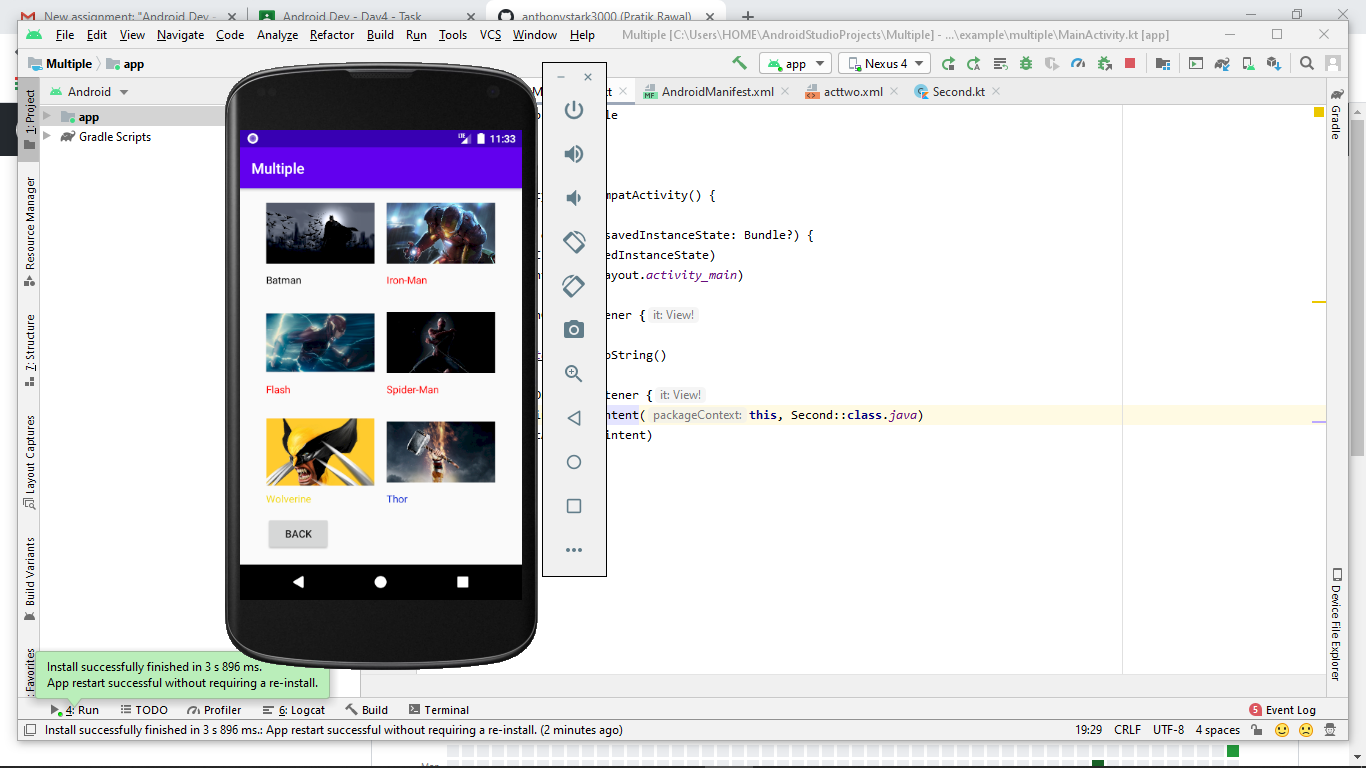 New assignment: "Android Dev -
Android Dev - Day4 - Task
anthonystark3000 (Pratik Rawal)
File Edit View Navigate Code Analyze Refactor Build Run Tools VCS Window Help Multiple [C:\Users\HOME\AndroidStudioProjects\Multiple] - ...\example\multiple\MainActivity.kt [app]
Multiple app
app Nexus 4
Android
AndroidManifest.xml acttwo.xml Second.kt
1: Project
app
Gradle Scripts
Resource Manager
7: Structure
Layout Captures
Build Variants
Favorites
LTE 11:33
Multiple
Batman Iron-Man
Flash Spider-Man
Wolverine Thor
BACK
mpatActivity() {
savedInstanceState: Bundle?) {
edInstanceState)
ayout.activity_main)
tener { it: View!
oString()
tener { it: View!
ntent( packageContext: this, Second::class.java)
intent)
Gradle
Device File Explorer
Install successfully finished in 3 s 896 ms.
App restart successful without requiring a re-install.
4: Run TODO Profiler 6: Logcat Build Terminal 5 Event Log
Install successfully finished in 3 s 896 ms.: App restart successful without requiring a re-install. (2 minutes ago) 19:29 CRLF UTF-8 4 spaces